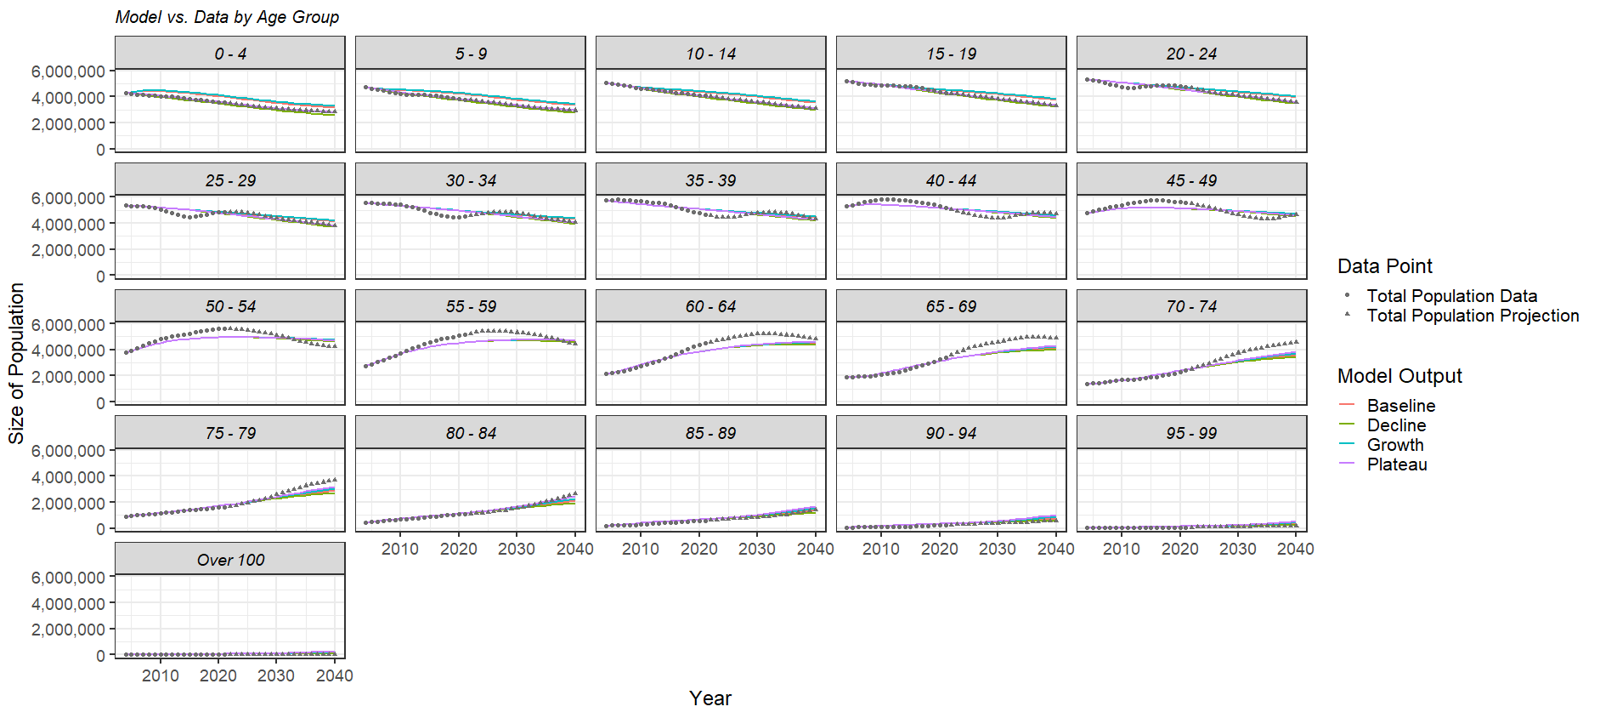 Model vs. Data by Age Group
0 - 4
5 - 9
10 - 14
15 - 19
20 - 24
6,000,000
4,000,000
2,000,000
0
25 - 29
30 - 34
35 - 39
40 - 44
45 - 49
6,000,000
4,000,000
2,000,000
0
50 - 54
55 - 59
60 - 64
65 - 69
70 - 74
6,000,000
4,000,000
2,000,000
0
75 - 79
80 - 84
85 - 89
90 - 94
95 - 99
6,000,000
4,000,000
2,000,000
0
2010 2020 2030 2040
2010 2020 2030 2040
2010 2020 2030 2040
2010 2020 2030 2040
Over 100
6,000,000
4,000,000
2,000,000
0
2010 2020 2030 2040
Size of Population
Year
Data Point
Total Population Data
Total Population Projection
Model Output
Baseline
Decline
Growth
Plateau